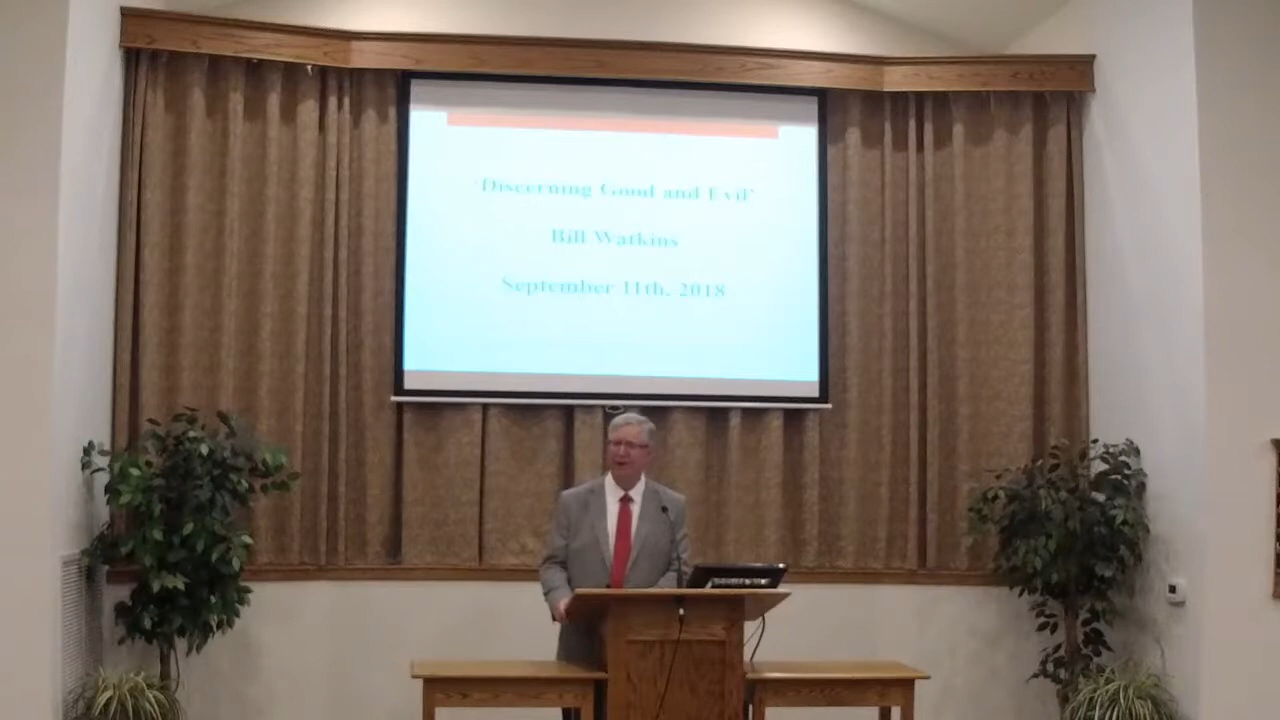 'Discerning Good and Evil'
Bill Watkins
September 11th, 2018